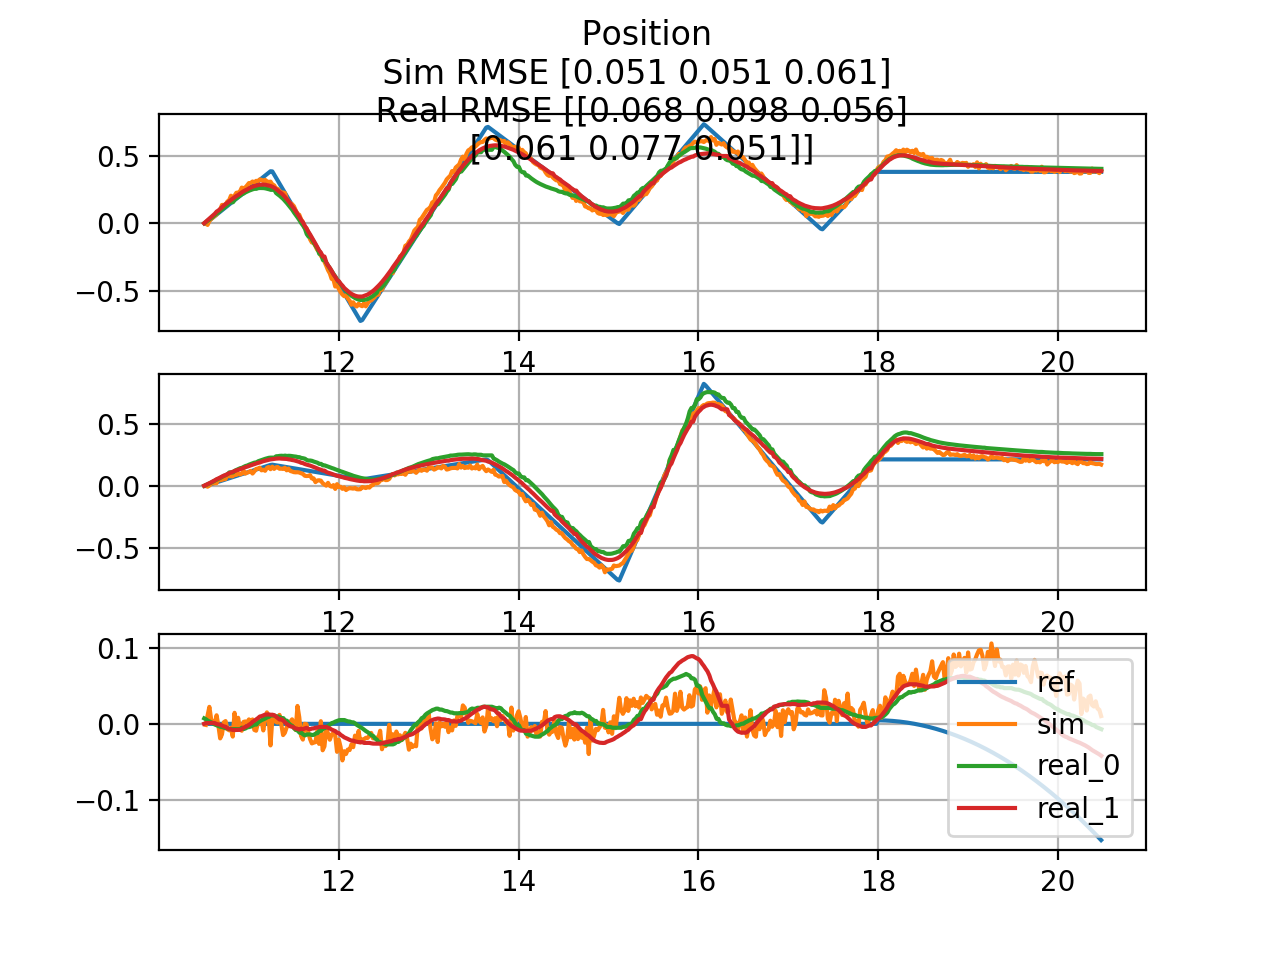 Position
Sim RMSE [0.051 0.051 0.061]
Real RMSE [[0.068 0.098 0.056]
[0.061 0.077 0.051]]
0.5
0.0
−0.5
12 14 16 18 20
0.5
0.0
−0.5
12 14 16 18 20
0.1
0.0
−0.1
ref
sim
real_0
real_1
12 14 16 18 20